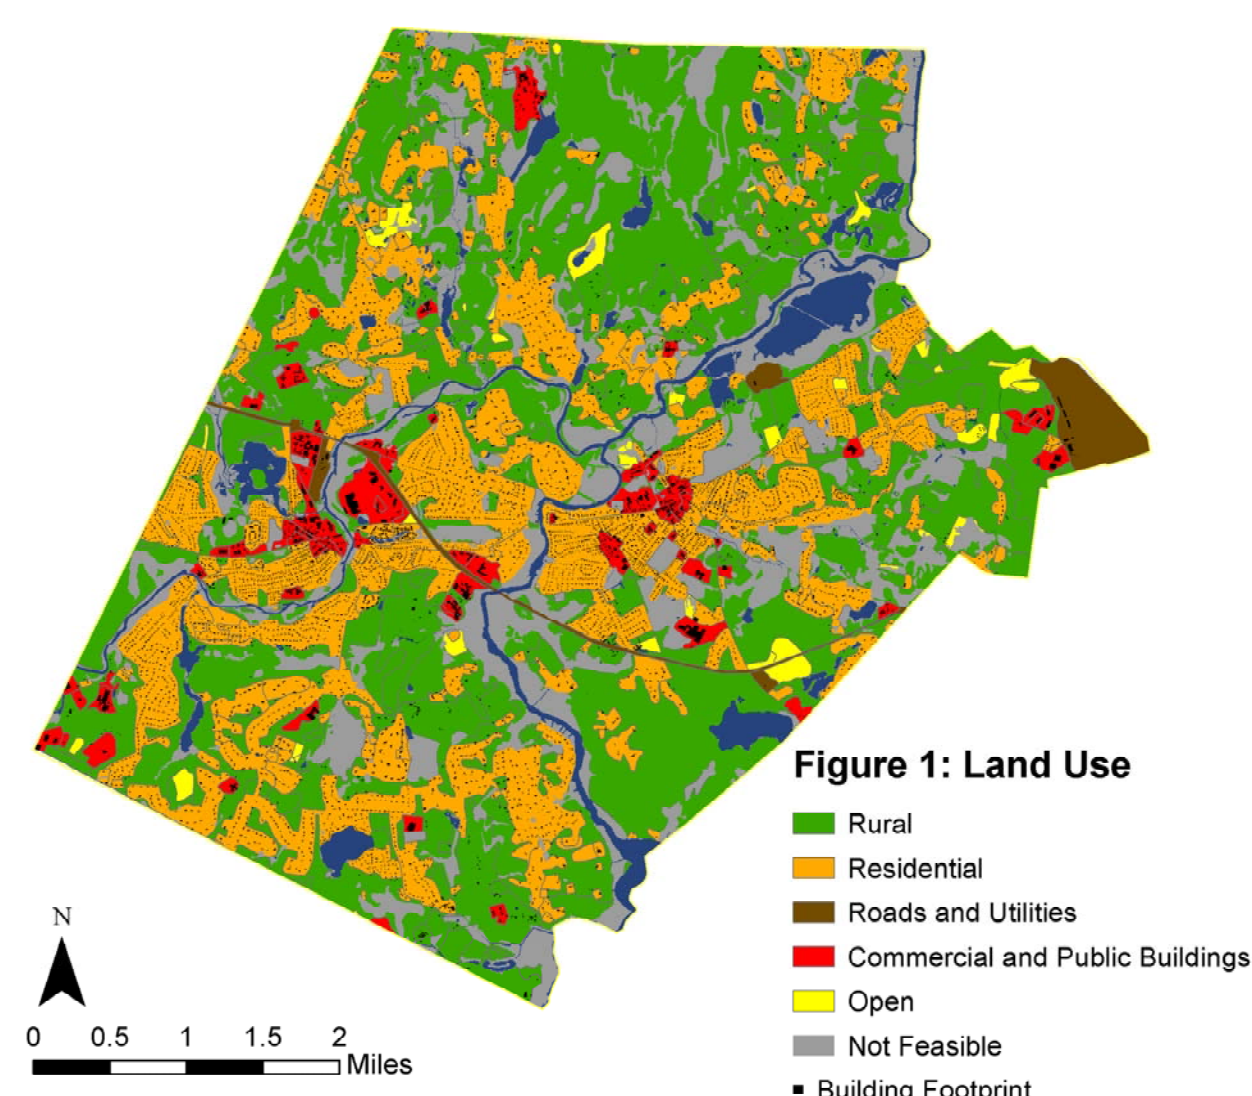 Figure 1: Land Use
Rural
Residential
Roads and Utilities
Commercial and Public Buildings
Open
Not Feasible
Building Footprint
N
0 0.5 1 1.5 2
Miles